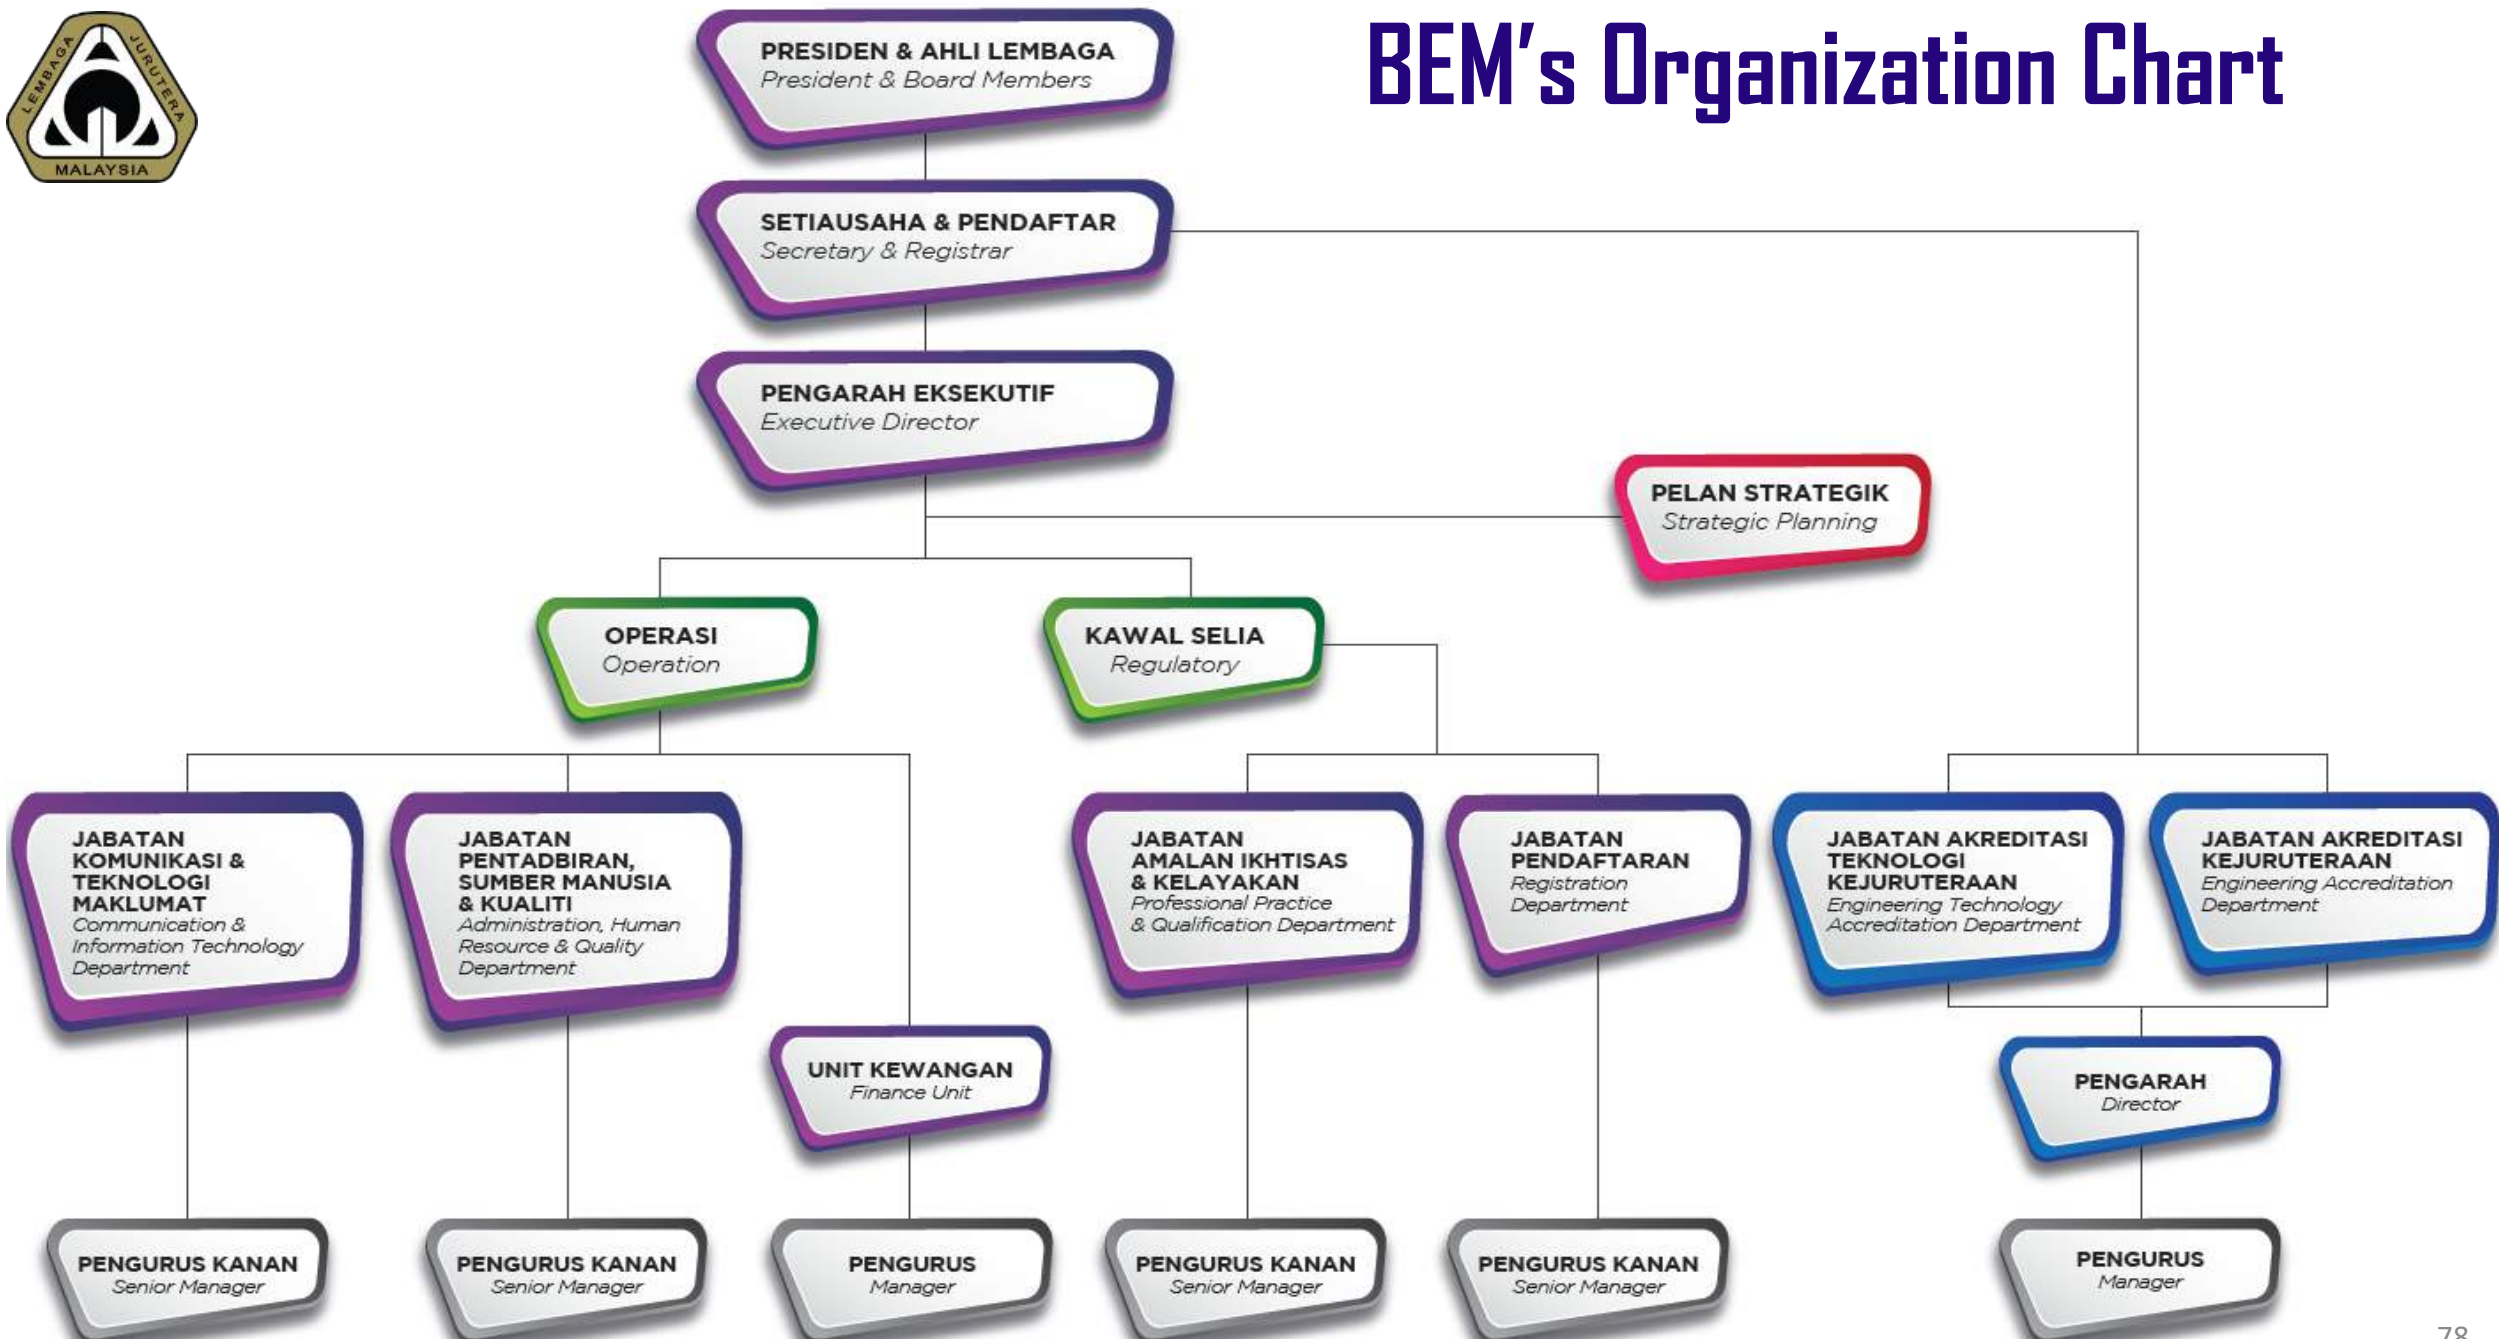 BEM's Organization Chart
LEMBAGA JURUTERA
MALAYSIA
PRESIDEN & AHLI LEMBAGA
President & Board Members
SETIAUSAHA & PENDAFTAR
Secretary & Registrar
PENGARAH EKSEKUTIF
Executive Director
PELAN STRATEGIK
Strategic Planning
OPERASI
Operation
KAWAL SELIA
Regulatory
JABATAN
KOMUNIKASI &
TEKNOLOGI
MAKLUMAT
Communication &
Information Technology
Department
JABATAN
PENTADBIRAN,
SUMBER MANUSIA
& KUALITI
Administration, Human
Resource & Quality
Department
UNIT KEWANGAN
Finance Unit
JABATAN
AMALAN IKHTISAS
& KELAYAKAN
Professional Practice
& Qualification Department
JABATAN
PENDAFTARAN
Registration
Department
JABATAN AKREDITASI
TEKNOLOGI
KEJURUTERAAN
Engineering Technology
Accreditation Department
JABATAN AKREDITASI
KEJURUTERAAN
Engineering Accreditation
Department
PENGARAH
Director
PENGURUS KANAN
Senior Manager
PENGURUS KANAN
Senior Manager
PENGURUS
Manager
PENGURUS KANAN
Senior Manager
PENGURUS KANAN
Senior Manager
PENGURUS
Manager
78